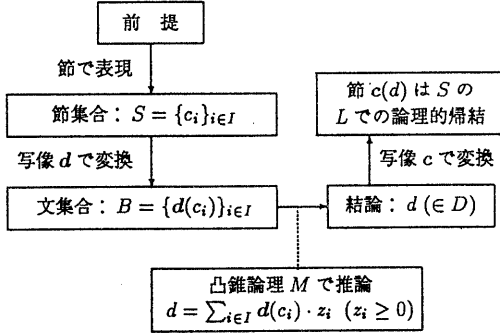 前 提
節で表現
節集合: S = {c_i}_{i∈I}
写像 d で変換
文集合: B = {d(c_i)}_{i∈I}
節 c(d) は S の
L での論理的帰結
写像 c で変換
結論: d (∈ D)
凸錐論理 M で推論
d = ∑_{i∈I} d(c_i) · z_i (z_i ≥ 0)